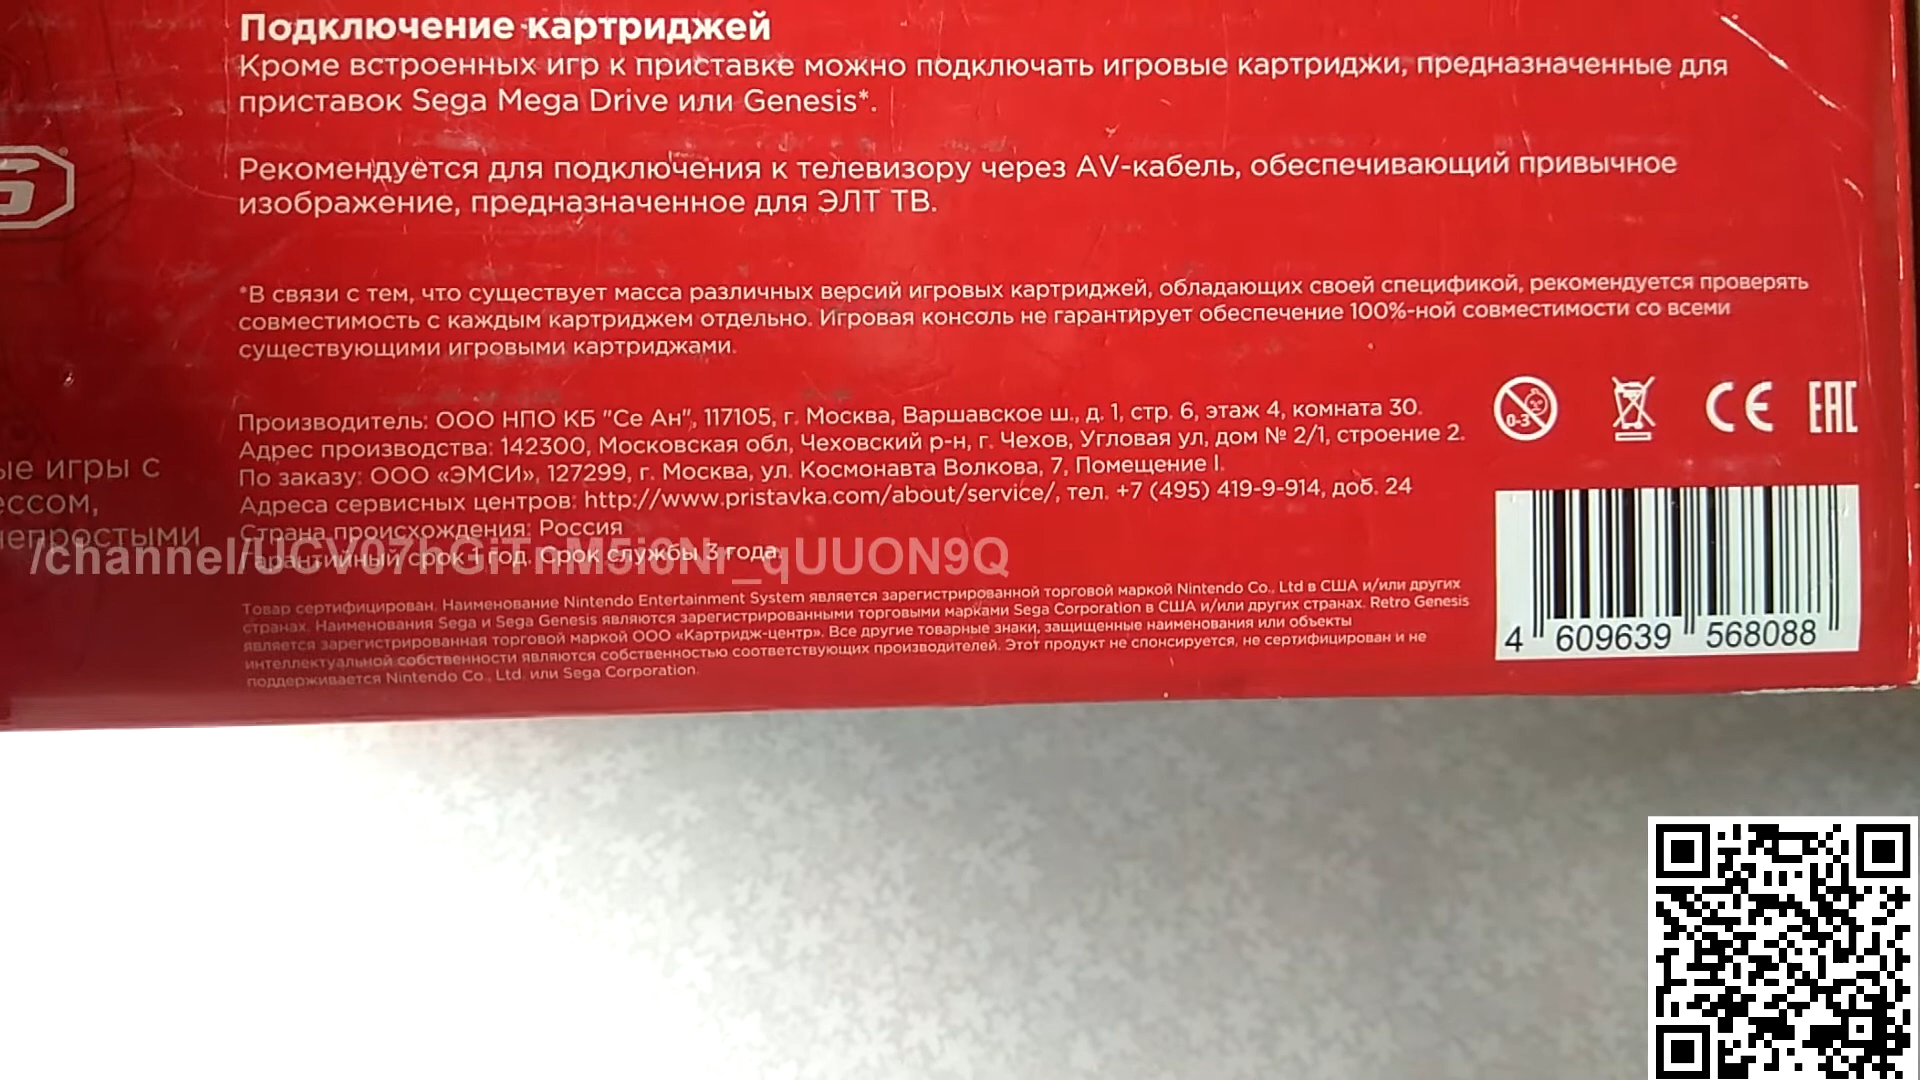 Подключение картриджей
Кроме встроенных игр к приставке можно подключать игровые картриджи, предназначенные для
приставок Sega Mega Drive или Genesis*.
Рекомендуется для подключения к телевизору через AV-кабель, обеспечивающий привычное
изображение, предназначенное для ЭЛТ ТВ.
*В связи с тем, что существует масса различных версий игровых картриджей, обладающих своей спецификой, рекомендуется проверять
совместимость с каждым картриджем отдельно. Игровая консоль не гарантирует обеспечение 100%-ной совместимости со всеми
существующими игровыми картриджами.
Производитель: ООО НПО КБ "Се Ан", 117105, г. Москва, Варшавское ш., д. 1, стр. 6, этаж 4, комната 30.
Адрес производства: 142300, Московская обл, Чеховский р-н, г. Чехов, Угловая ул, дом № 2/1, строение 2.
По заказу: ООО «ЭМСИ», 127299, г. Москва, ул. Космонавта Волкова, 7, Помещение I.
Адреса сервисных центров: http://www.pristavka.com/about/service/, тел. +7 (495) 419-9-914, доб. 24
Страна происхождения: Россия
Гарантийный срок 1 год. Срок службы 3 года.
Товар сертифицирован. Наименование Nintendo Entertainment System является зарегистрированной торговой маркой Nintendo Co., Ltd в США и/или других
странах. Наименования Sega и Sega Genesis являются зарегистрированными торговыми марками Sega Corporation в США и/или других странах. Retro Genesis
является зарегистрированная торговой маркой ООО «Картридж-центр». Все другие товарные знаки, защищенные наименования или объекты
интеллектуальной собственности являются собственностью соответствующих производителей. Этот продукт не спонсируется, не сертифицирован и не
поддерживается Nintendo Co., Ltd. или Sega Corporation.
ые игры с
ессом,
непростыми
0-3
CE
EAC
4 609639 568088